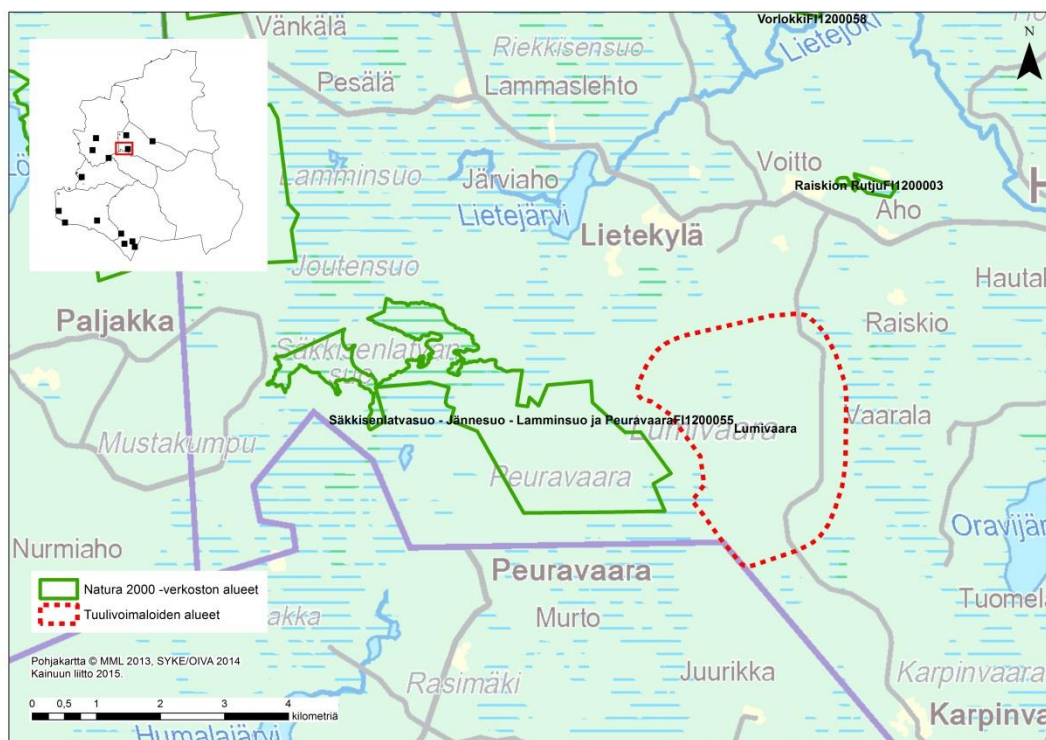 VorlokkiFI1200058
Vänkälä
Riekkisensuo
Lietejoki
N
Pesälä
Lammaslehto
Voitto
Lamminsuo
Järviaho
Raiskion RutjuFI1200003
Lietejärvi
Aho
Lietekylä
Joutensuo
Hautal
Paljakka
Raiskio
Säkkisenlatvan
suo
Säkkisenlatvasuo - Jännesuo - Lamminsuo ja PeuravaaraFI1200055
Lumivaara
Lumivaara
Vaarala
Mustakumpu
Peuravaara
Oravijär
Nurmiaho
Peuravaara
Natura 2000 -verkoston alueet
Tuulivoimaloiden alueet
akka
Murto
Tuomela
Pohjakartta © MML 2013, SYKE/OIVA 2014
Kainuun liitto 2015.
Rasimäki
Juurikka
Karpinvaara
0 0,5 1 2 3 4
kilometriä
Karpinva
Humalajärvi